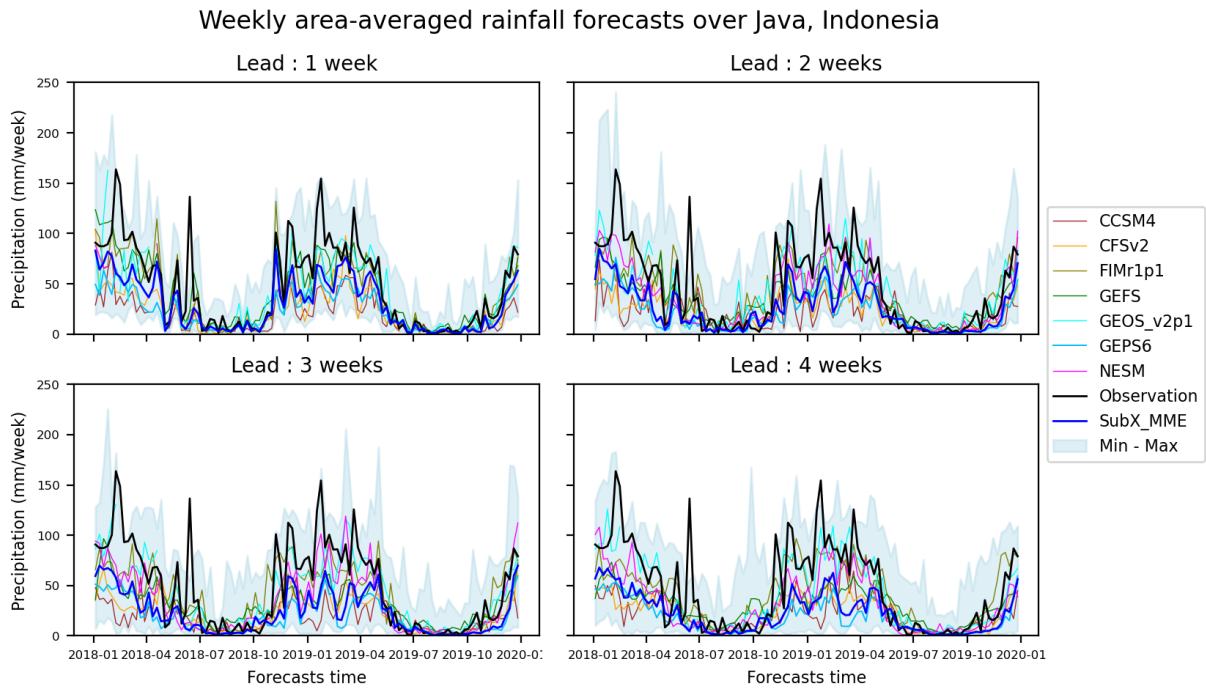 Weekly area-averaged rainfall forecasts over Java, Indonesia
Lead : 1 week
Lead : 2 weeks
250
200
150
100
50
0
Precipitation (mm/week)
Lead : 3 weeks
Lead : 4 weeks
250
200
150
100
50
0
Precipitation (mm/week)
2018-01 2018-04 2018-07 2018-10 2019-01 2019-04 2019-07 2019-10 2020-01
2018-01 2018-04 2018-07 2018-10 2019-01 2019-04 2019-07 2019-10 2020-01
Forecasts time
Forecasts time
CCSM4
CFSv2
FIMr1p1
GEFS
GEOS_v2p1
GEPS6
NESM
Observation
SubX_MME
Min - Max